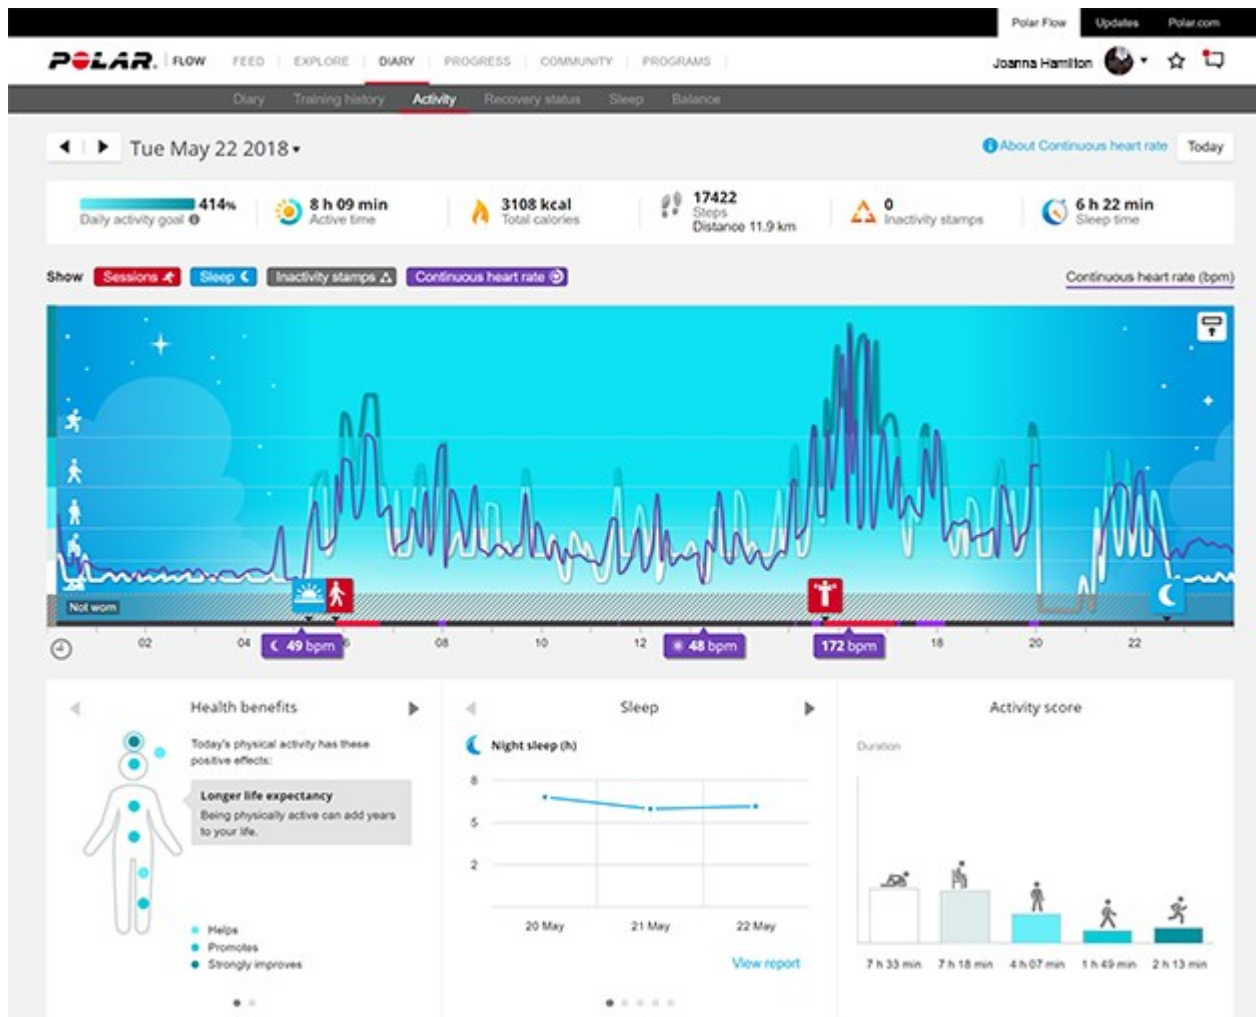 Polar Flow Updates Polar.com
POLAR. FLOW FEED EXPLORE DIARY PROGRESS COMMUNITY PROGRAMS Joanna Hamilton
Diary Training history Activity Recovery status Sleep Balance
Tue May 22 2018 About Continuous heart rate Today
414%
Daily activity goal
8 h 09 min
Active time
3108 kcal
Total calories
17422
Steps
Distance 11.9 km
0
Inactivity stamps
6 h 22 min
Sleep time
Show Sessions Sleep Inactivity stamps Continuous heart rate Continuous heart rate (bpm)
Not worn
02 04 6 08 10 12 16 18 20 22
49 bpm 48 bpm 172 bpm
Health benefits
Today's physical activity has these
positive effects:
Longer life expectancy
Being physically active can add years
to your life.
Helps
Promotes
Strongly improves
Sleep
Night sleep (h)
8
5
2
20 May 21 May 22 May
View report
Activity score
Duration
7 h 33 min 7 h 18 min 4 h 07 min 1 h 49 min 2 h 13 min